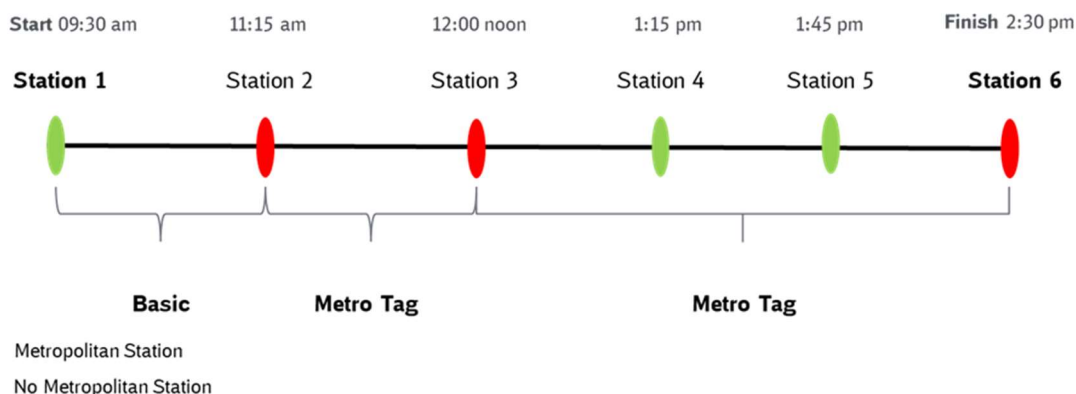 Start 09:30 am 11:15 am 12:00 noon 1:15 pm 1:45 pm Finish 2:30 pm
Station 1 Station 2 Station 3 Station 4 Station 5 Station 6
Basic Metro Tag Metro Tag
Metropolitan Station
No Metropolitan Station